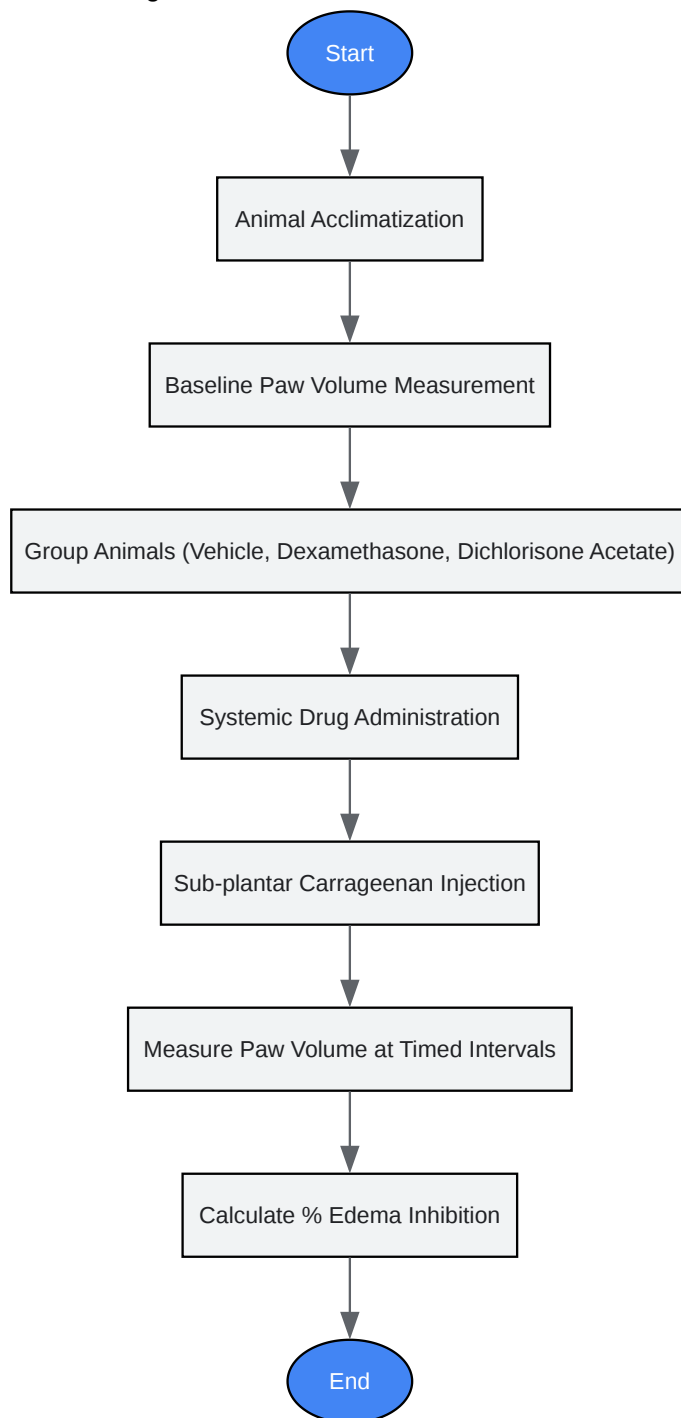 Start
Animal Acclimatization
Baseline Paw Volume Measurement
Group Animals (Vehicle, Dexamethasone, Dichlorisone Acetate)
Systemic Drug Administration
Sub-plantar Carrageenan Injection
Measure Paw Volume at Timed Intervals
Calculate % Edema Inhibition
End